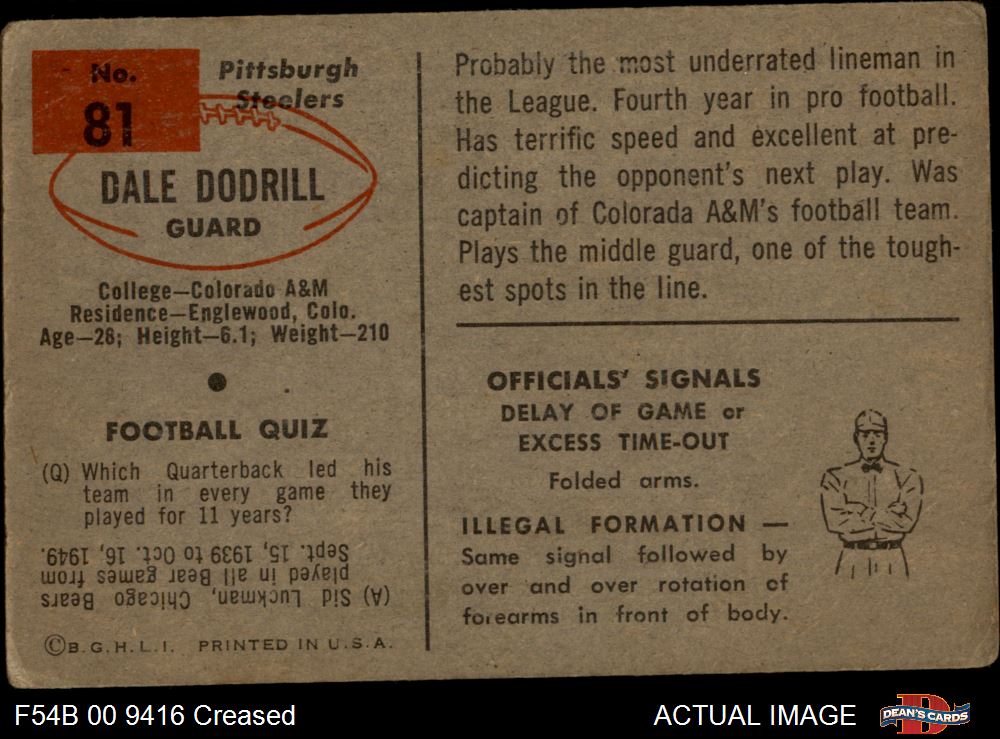 No.
81
Pittsburgh
Steelers
DALE DODRILL
GUARD
College—Colorado A&M
Residence—Englewood, Colo.
Age—28; Height—6.1; Weight—210
FOOTBALL QUIZ
(Q) Which Quarterback led his
team in every game they
played for 11 years?
(A) Sid Luckman, Chicago Bears
played in all Bear games from
Sept. 15, 1939 to Oct. 16, 1949.
©B.G.H.L.I. PRINTED IN U.S.A.
Probably the most underrated lineman in
the League. Fourth year in pro football.
Has terrific speed and excellent at pre-
dicting the opponent's next play. Was
captain of Colorada A&M's football team.
Plays the middle guard, one of the tough-
est spots in the line.
OFFICIALS' SIGNALS
DELAY OF GAME or
EXCESS TIME-OUT
Folded arms.
ILLEGAL FORMATION —
Same signal followed by
over and over rotation of
forearms in front of body.
F54B 00 9416 Creased
ACTUAL IMAGE
D
DEAN'S CARDS